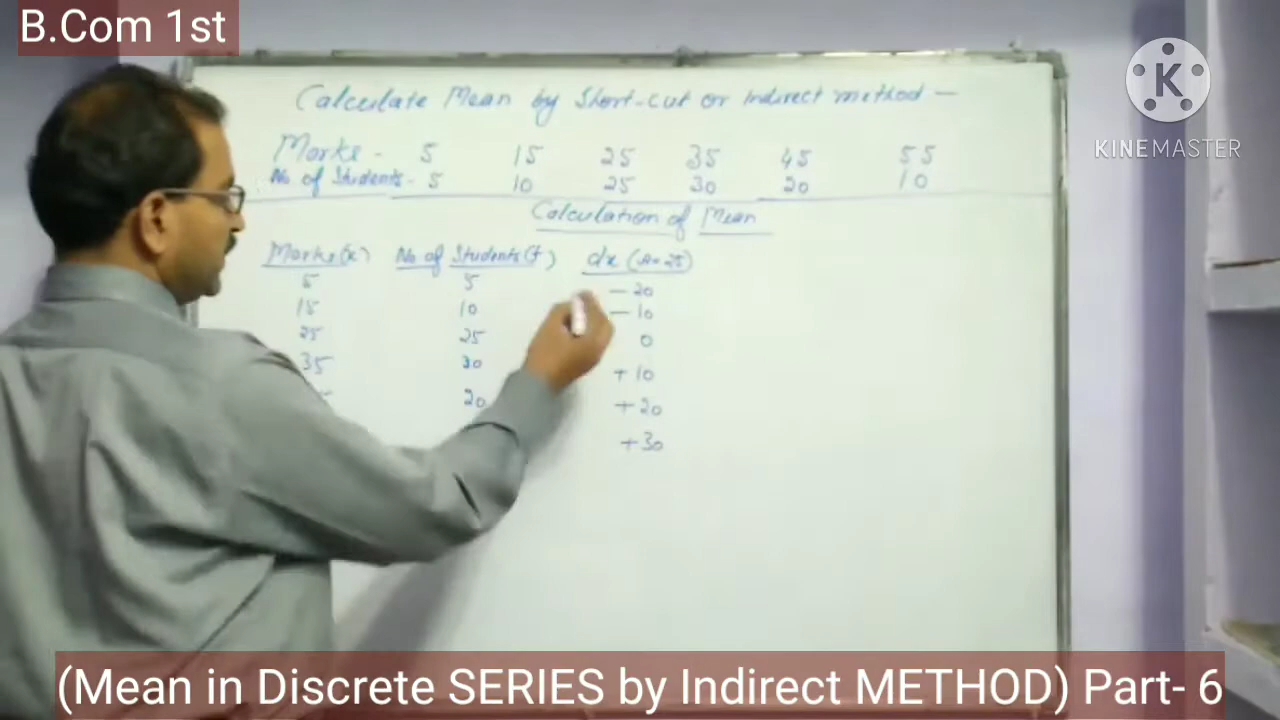 B.Com 1st
KINEMASTER
Calculate Mean by Short-cut or Indirect method —
Marks - 5 15 25 35 45 55
No of Students - 5 10 25 30 20 10
Calculation of Mean
Marks(x) No of Students(f) dx (A=25)
5 5 - 20
15 10 - 10
25 25 0
35 30 + 10
20 + 20
+ 30
(Mean in Discrete SERIES by Indirect METHOD) Part- 6